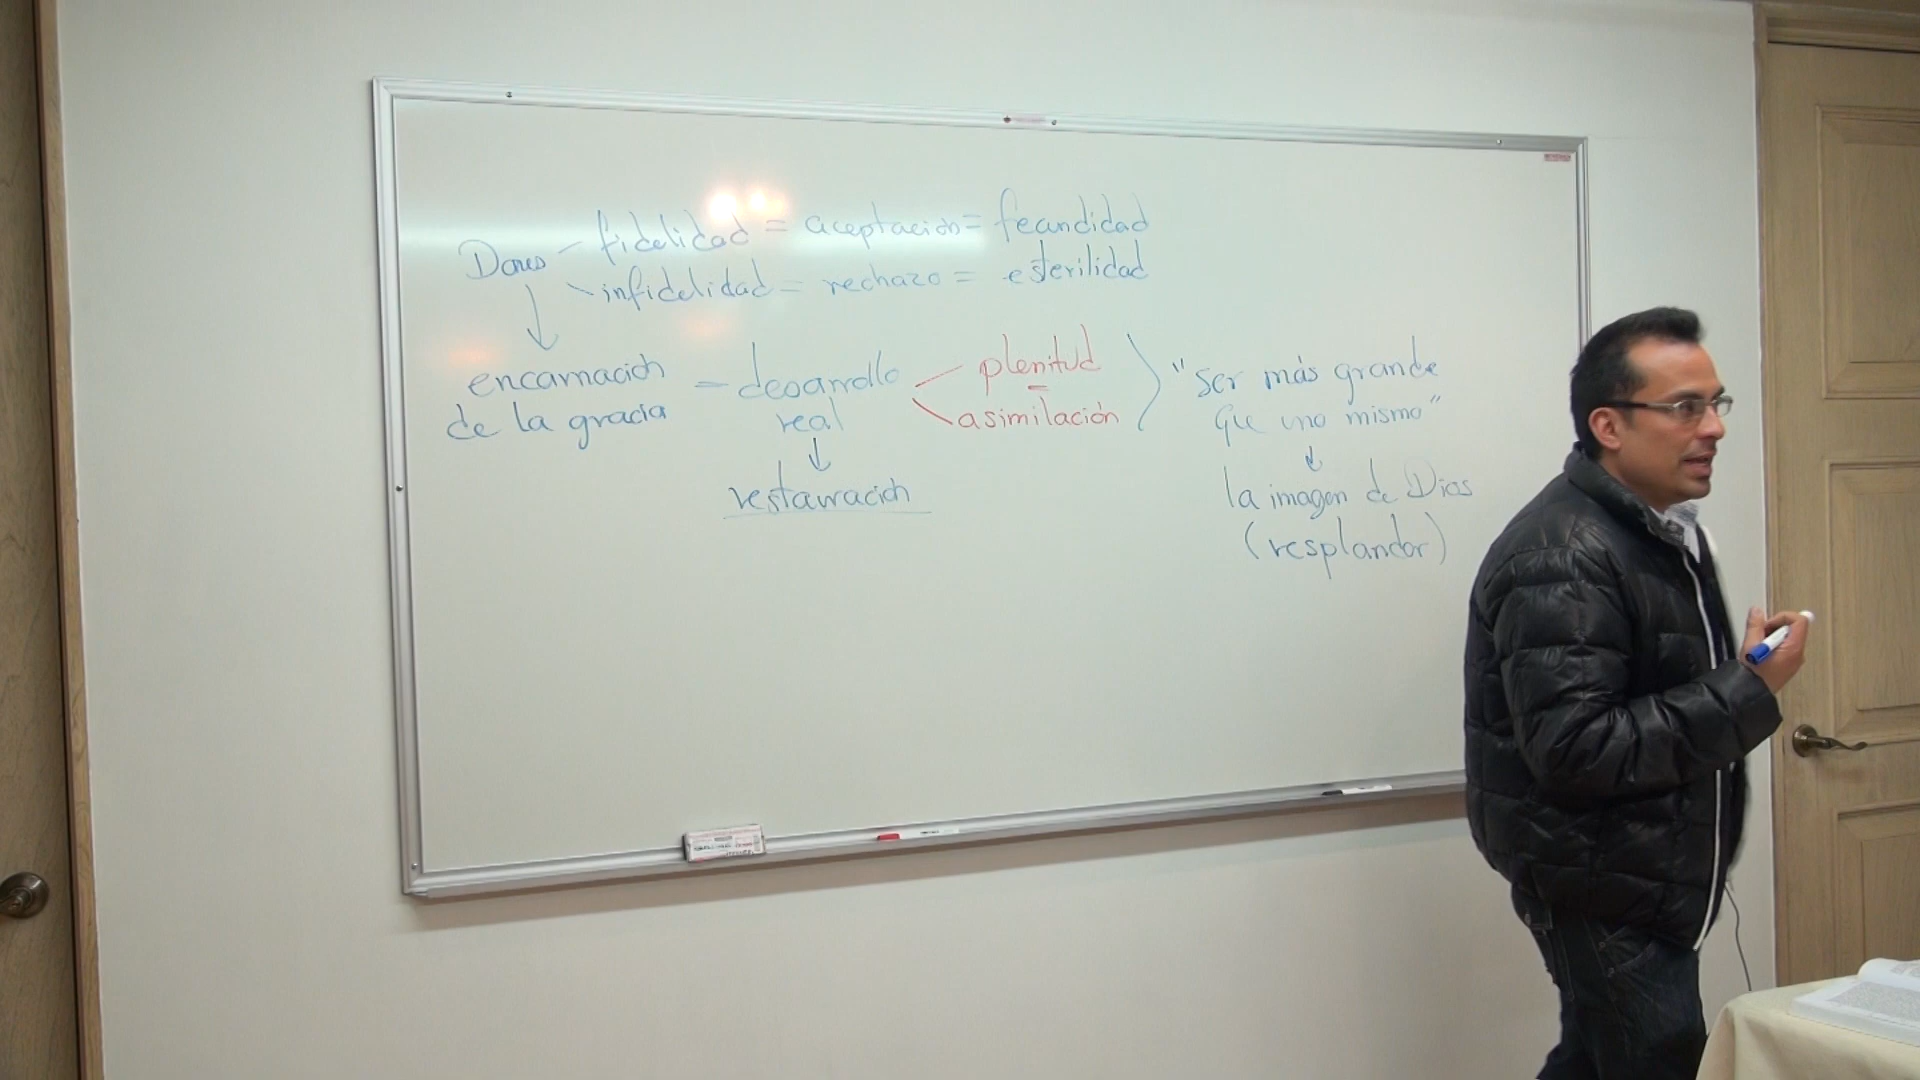 Dones - fidelidad = aceptación = fecundidad
infidelidad = rechazo = esterilidad
↓
encarnación
de la gracia
- desarrollo
real
↓
restauración
plenitud
-
asimilación
"ser más grande
que uno mismo"
↓
la imagen de Dios
(resplandor)